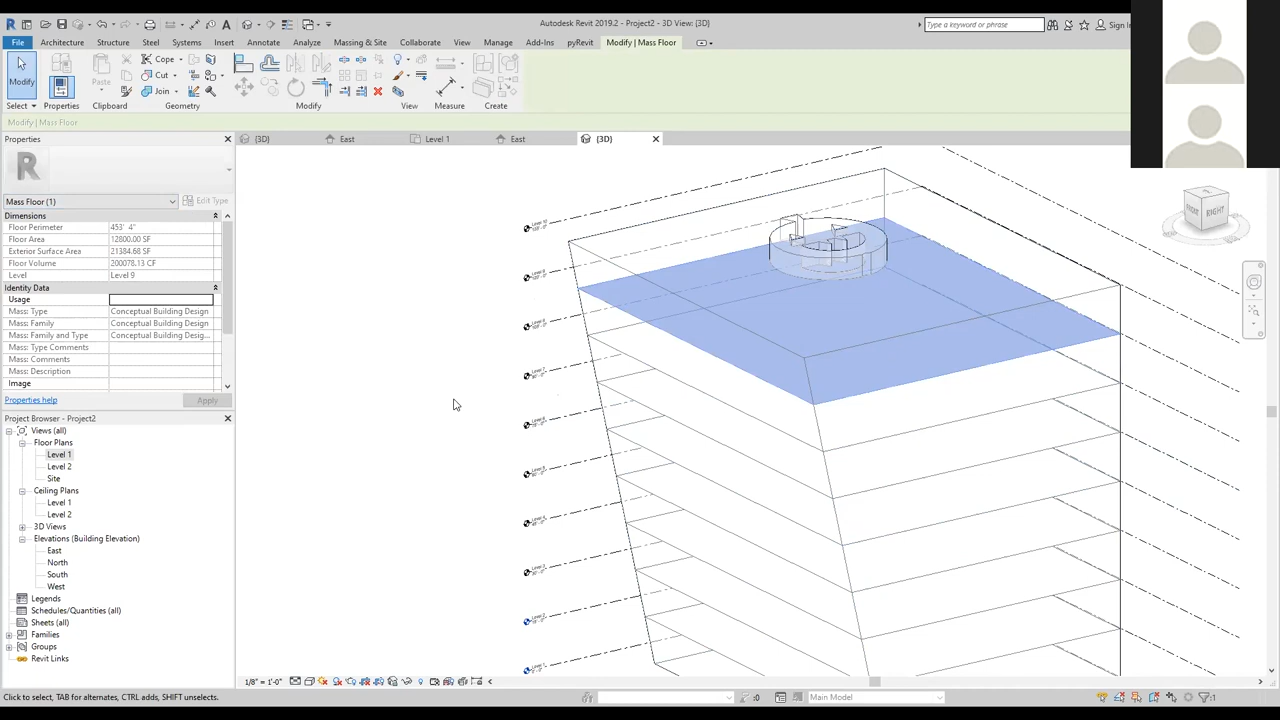 Autodesk Revit 2019.2 - Project2 - 3D View: {3D}
Type a keyword or phrase
Sign In
File Architecture Structure Steel Systems Insert Annotate Analyze Massing & Site Collaborate View Manage Add-Ins pyRevit Modify | Mass Floor
Modify Paste Cope
Cut
Join
Select Properties Clipboard Geometry Modify View Measure Create
Modify | Mass Floor
Properties
{3D} East Level 1 East {3D}
Mass Floor (1) Edit Type
Dimensions
Floor Perimeter 453' 4"
Floor Area 12800.00 SF
Exterior Surface Area 21384.68 SF
Floor Volume 200078.13 CF
Level Level 9
Identity Data
Usage
Mass: Type Conceptual Building Design
Mass: Family Conceptual Building Design
Mass: Family and Type Conceptual Building Desig...
Mass: Type Comments
Mass: Comments
Mass: Description
Image
Properties help Apply
Project Browser - Project2
Views (all)
Floor Plans
Level 1
Level 2
Site
Ceiling Plans
Level 1
Level 2
3D Views
Elevations (Building Elevation)
East
North
South
West
Legends
Schedules/Quantities (all)
Sheets (all)
Families
Groups
Revit Links
RIGHT
1/8" = 1'-0"
Click to select, TAB for alternates, CTRL adds, SHIFT unselects.
:0
Main Model
:1